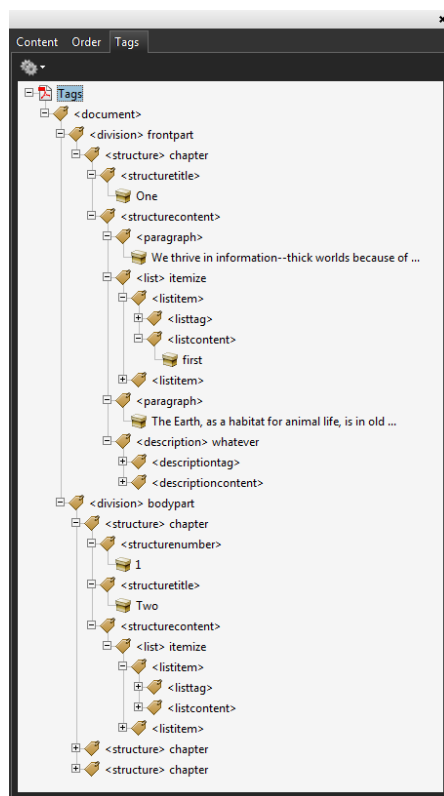 Content Order Tags
Tags
<document>
<division> frontpart
<structure> chapter
<structuretitle>
One
<structurecontent>
<paragraph>
We thrive in information--thick worlds because of ...
<list> itemize
<listitem>
<listtag>
<listcontent>
first
<listitem>
<paragraph>
The Earth, as a habitat for animal life, is in old ...
<description> whatever
<descriptiontag>
<descriptioncontent>
<division> bodypart
<structure> chapter
<structurenumber>
1
<structuretitle>
Two
<structurecontent>
<list> itemize
<listitem>
<listtag>
<listcontent>
<listitem>
<structure> chapter
<structure> chapter